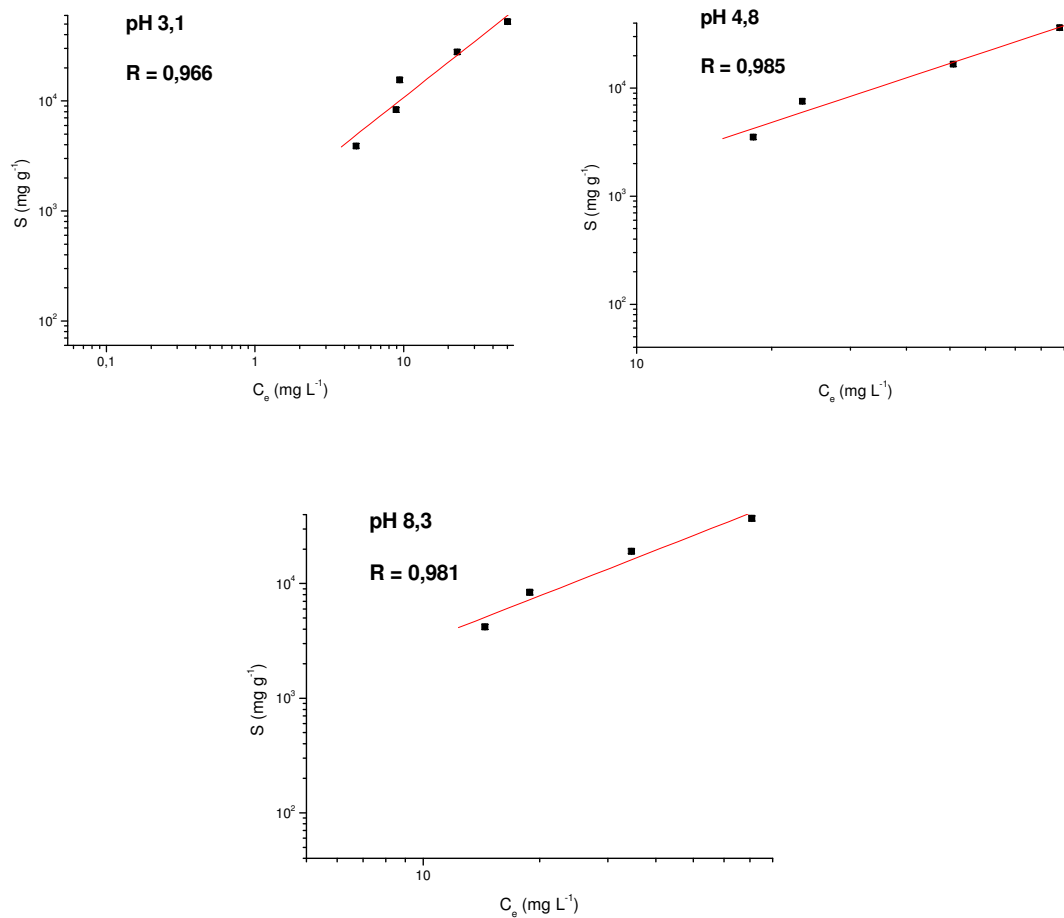 pH 3,1
R = 0,966
10⁴
10³
10²
S (mg g⁻¹)
0,1
1
10
Cₑ (mg L⁻¹)
pH 4,8
R = 0,985
10⁴
10³
10²
S (mg g⁻¹)
10
Cₑ (mg L⁻¹)
pH 8,3
R = 0,981
10⁴
10³
10²
S (mg g⁻¹)
10
Cₑ (mg L⁻¹)